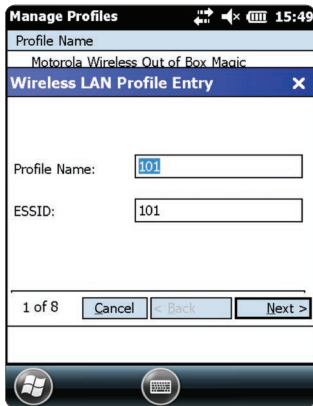 Manage Profiles 15:49
Profile Name
Motorola Wireless Out of Box Magic
Wireless LAN Profile Entry
Profile Name: 101
ESSID: 101
1 of 8 Cancel < Back Next >